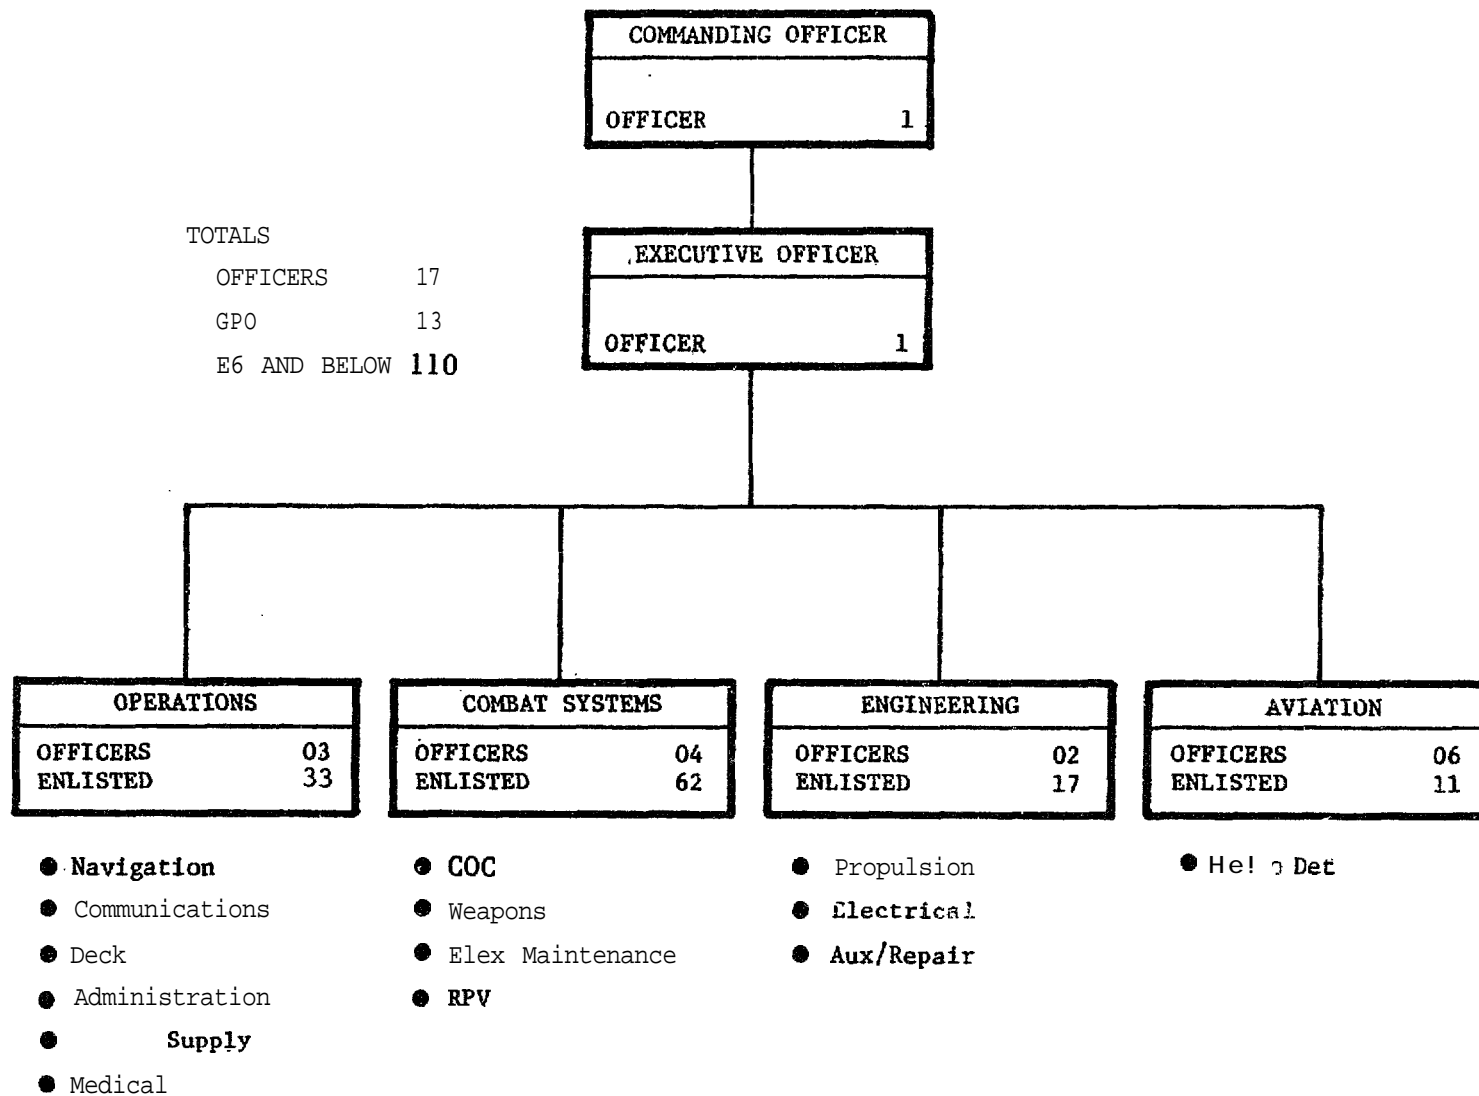 COMMANDING OFFICER
OFFICER 1
TOTALS
OFFICERS 17
GPO 13
E6 AND BELOW 110
EXECUTIVE OFFICER
OFFICER 1
OPERATIONS
OFFICERS 03
ENLISTED 33
Navigation
Communications
Deck
Administration
Supply
Medical
COMBAT SYSTEMS
OFFICERS 04
ENLISTED 62
COC
Weapons
Elex Maintenance
RPV
ENGINEERING
OFFICERS 02
ENLISTED 17
Propulsion
Electrical
Aux/Repair
AVIATION
OFFICERS 06
ENLISTED 11
Det